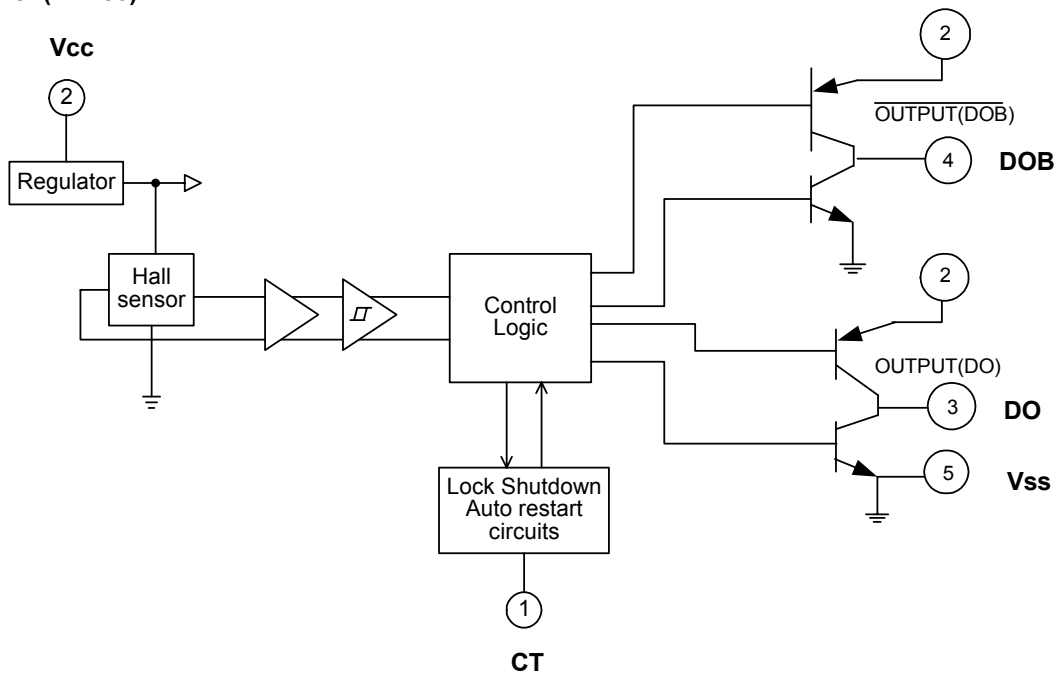 Vcc
2
Regulator
Hall
sensor
Control
Logic
Lock Shutdown
Auto restart
circuits
1
CT
2
OUTPUT(DOB)
4 DOB
2
OUTPUT(DO)
3 DO
5 Vss